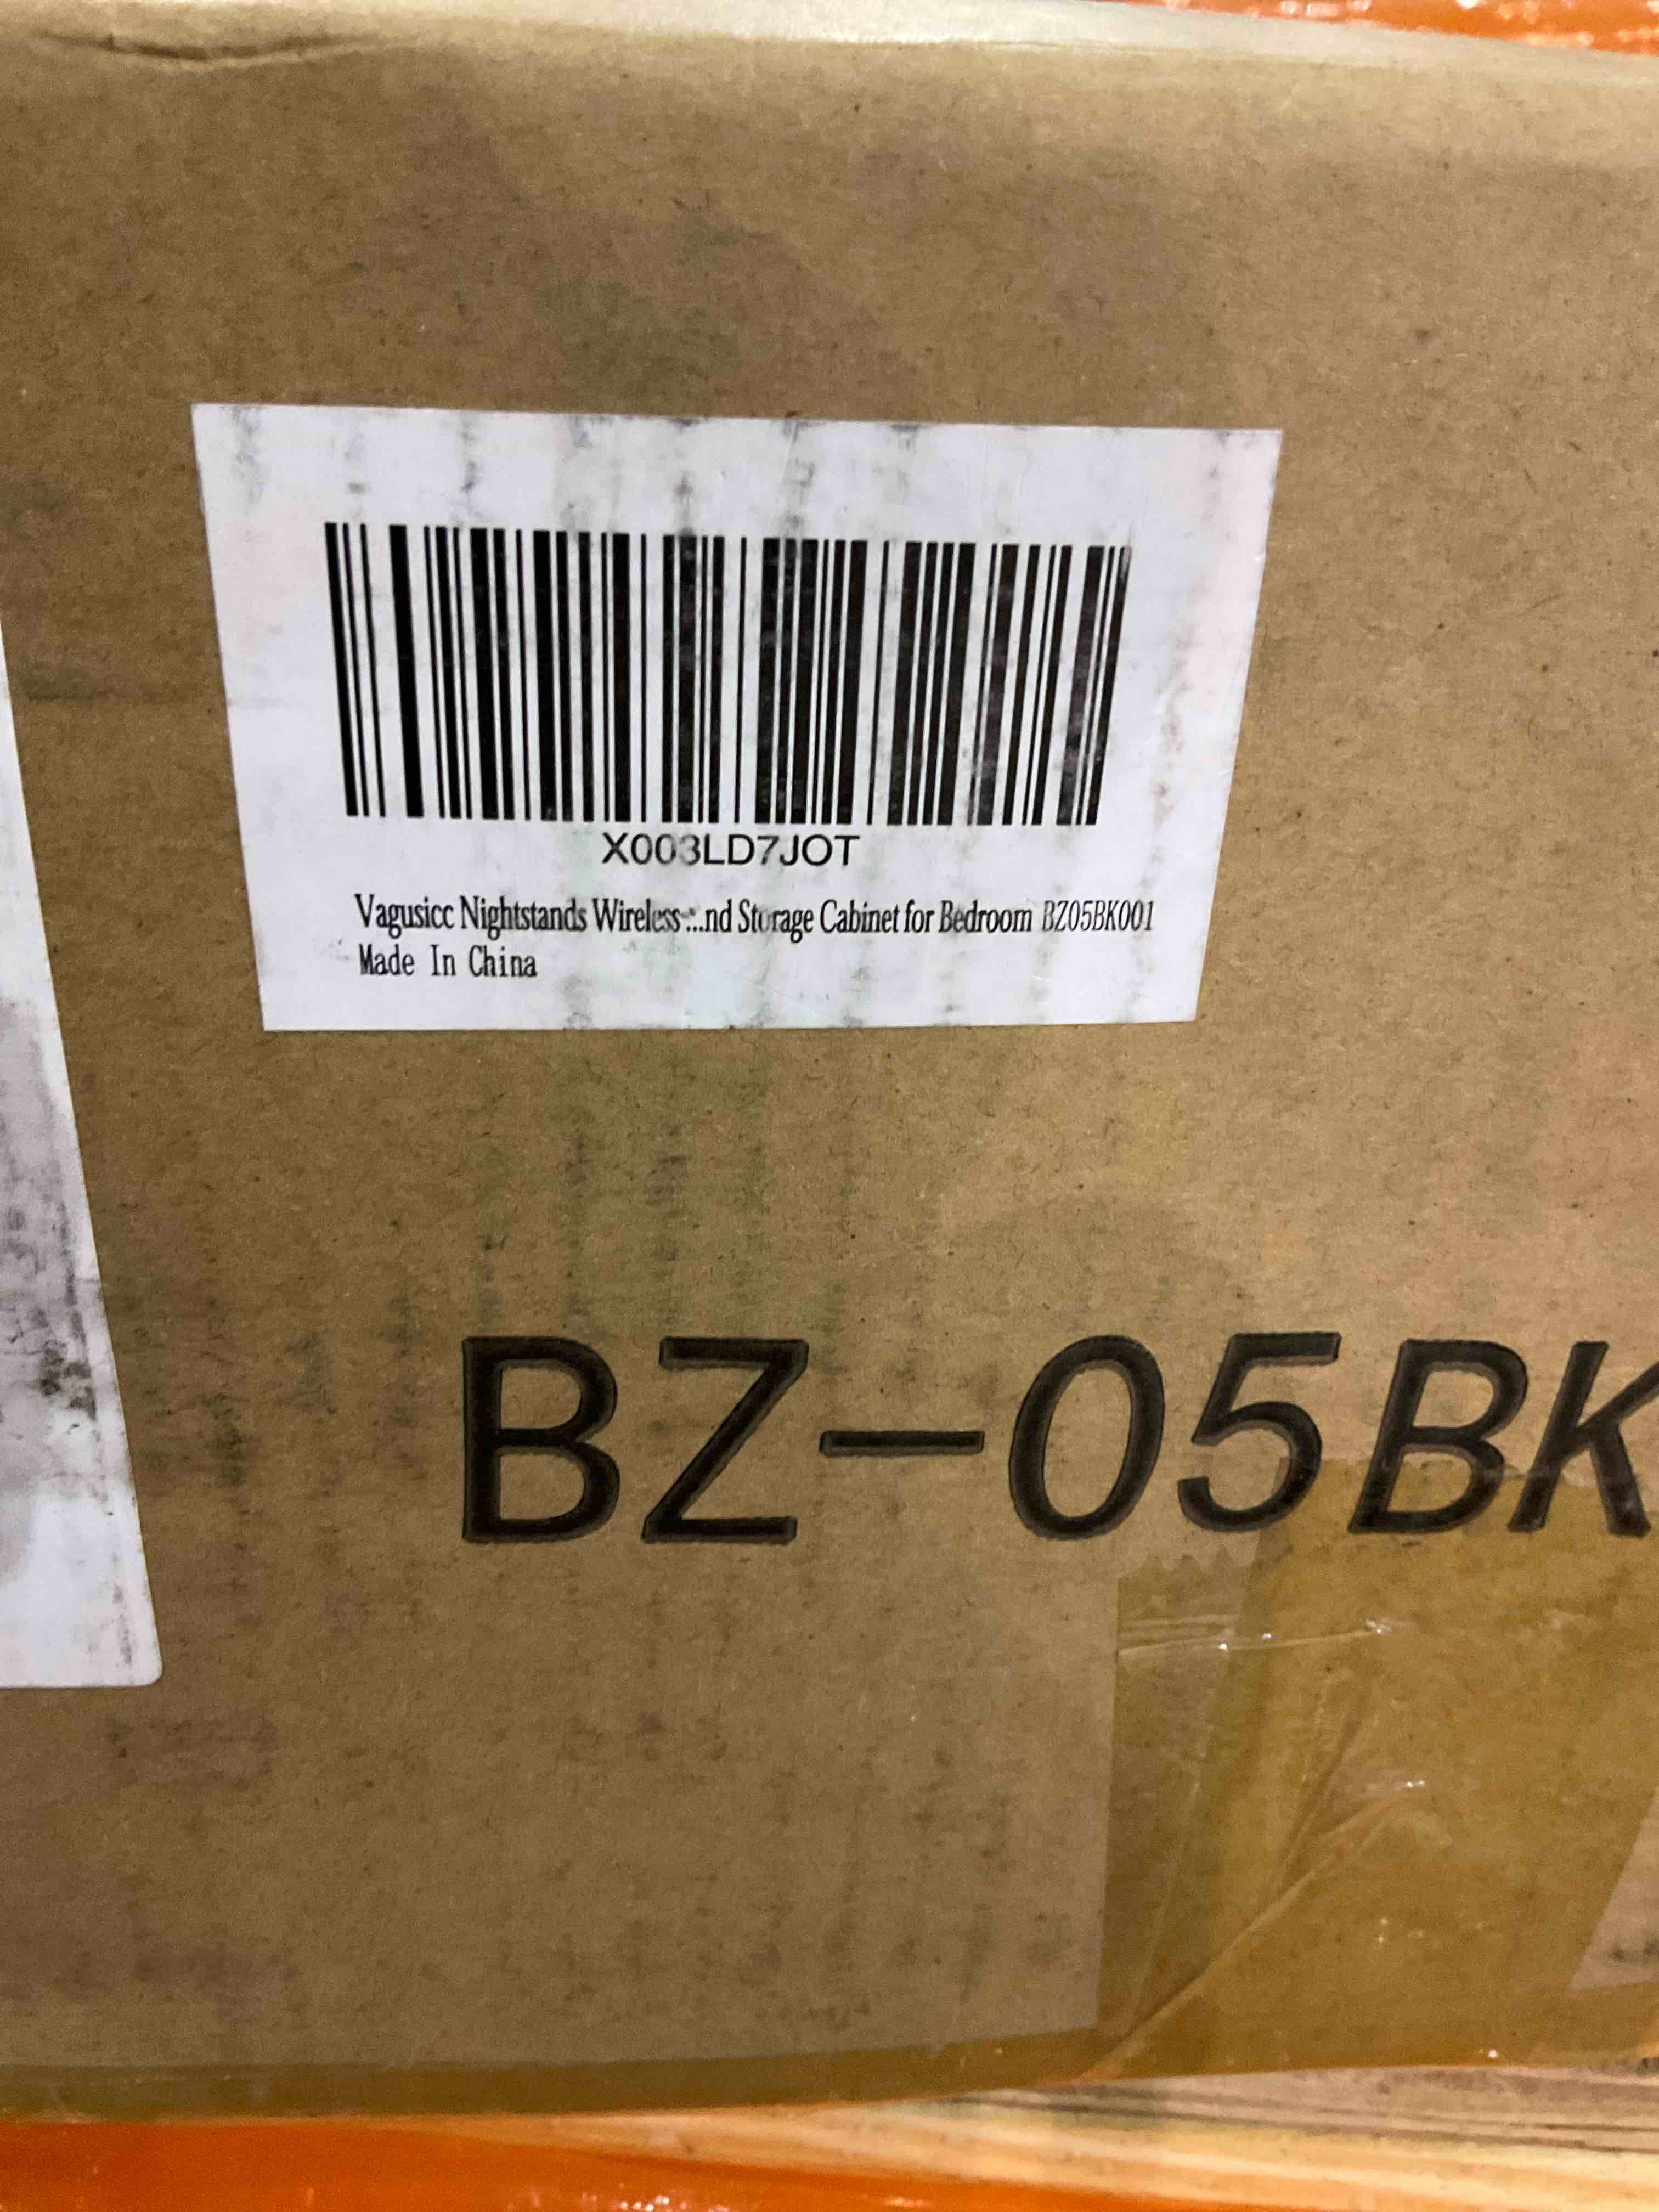 X003LD7JOT
Vagusicc Nightstands Wireless-...nd Storage Cabinet for Bedroom BZ05BK001
Made In China
BZ-05BK